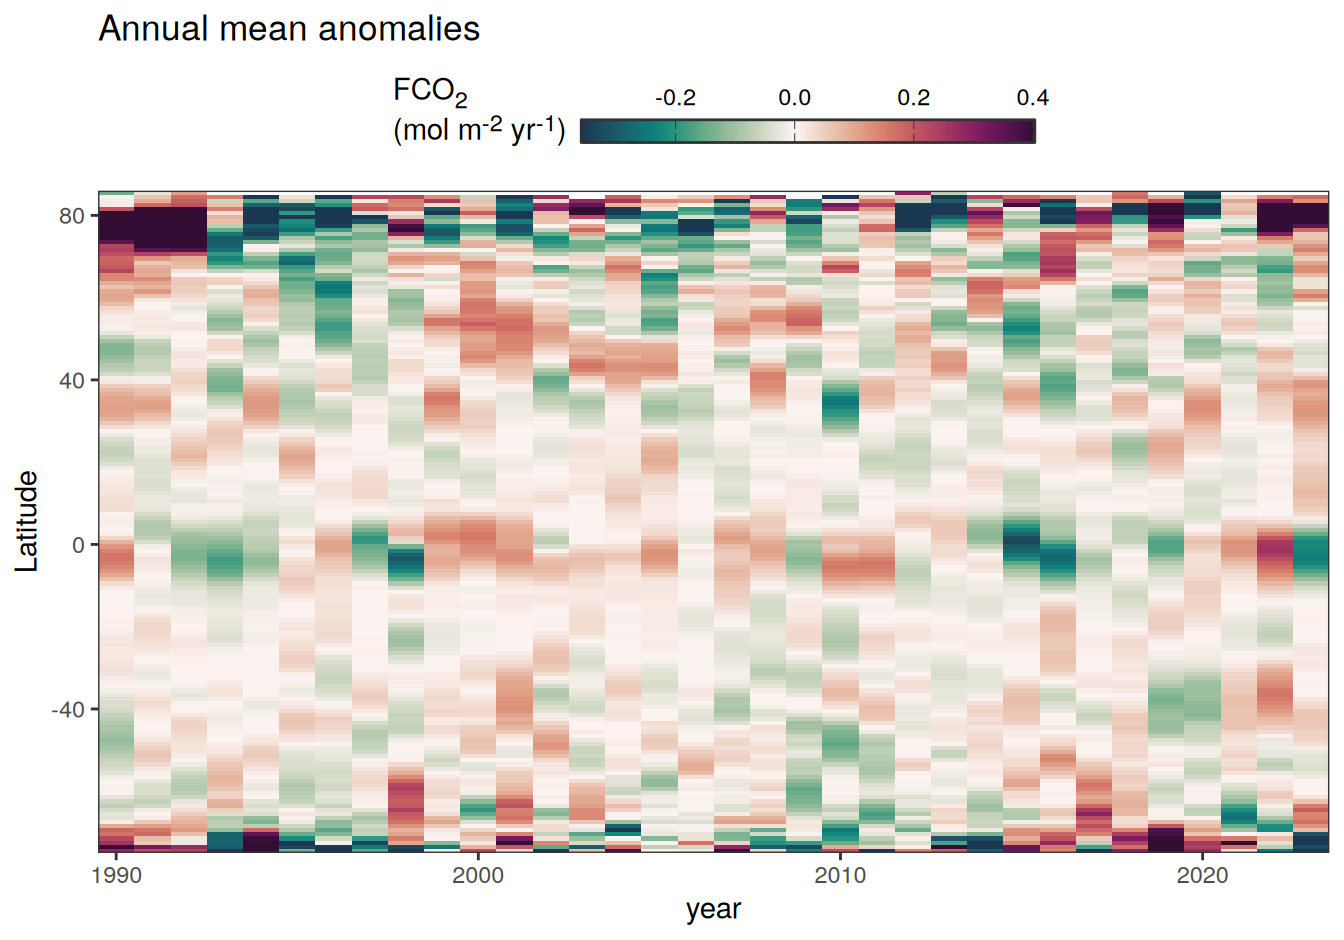 Annual mean anomalies
FCO₂
(mol m⁻² yr⁻¹)
-0.2 0.0 0.2 0.4
80
40
0
-40
Latitude
1990 2000 2010 2020
year